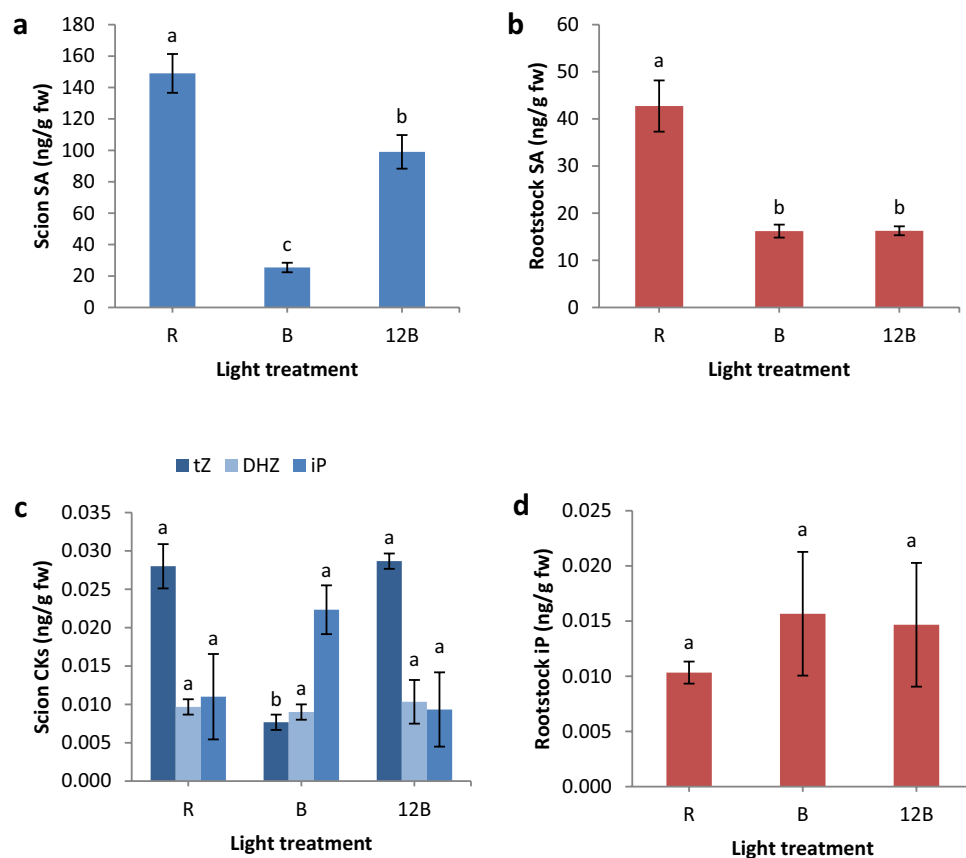 a
Scion SA (ng/g fw)
180
160
140
120
100
80
60
40
20
0
a
c
b
R B 12B
Light treatment
b
Rootstock SA (ng/g fw)
60
50
40
30
20
10
0
a
b
b
R B 12B
Light treatment
tZ DHZ iP
c
Scion CKs (ng/g fw)
0.035
0.030
0.025
0.020
0.015
0.010
0.005
0.000
a a a
b a a
a a a
R B 12B
Light treatment
d
Rootstock iP (ng/g fw)
0.025
0.020
0.015
0.010
0.005
0.000
a
a
a
R B 12B
Light treatment